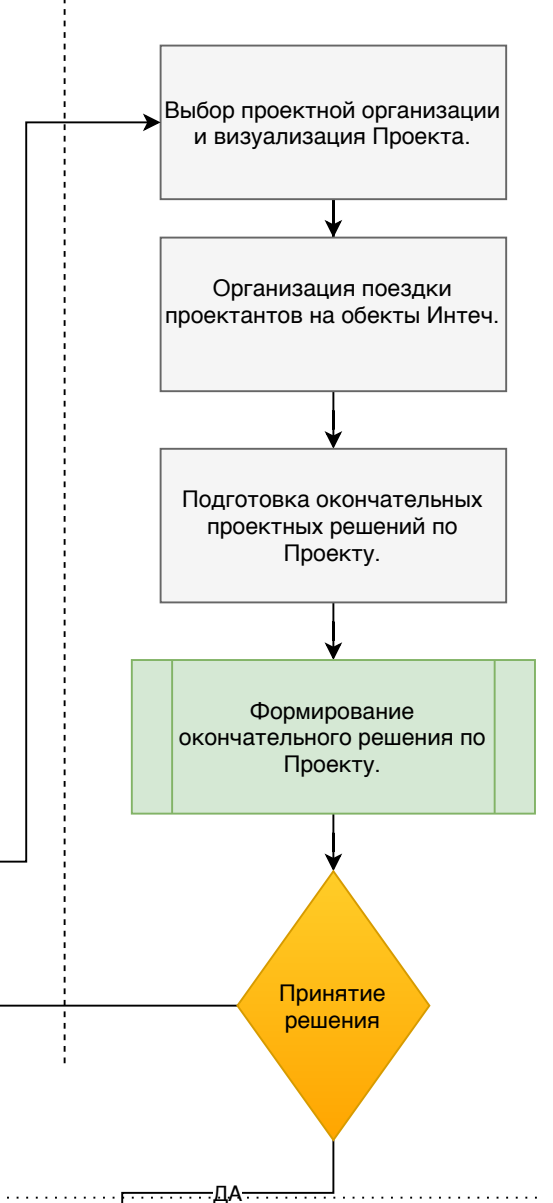 Выбор проектной организации
и визуализация Проекта.
Организация поездки
проектантов на обекты Интеч.
Подготовка окончательных
проектных решений по
Проекту.
Формирование
окончательного решения по
Проекту.
Принятие
решения
ДА